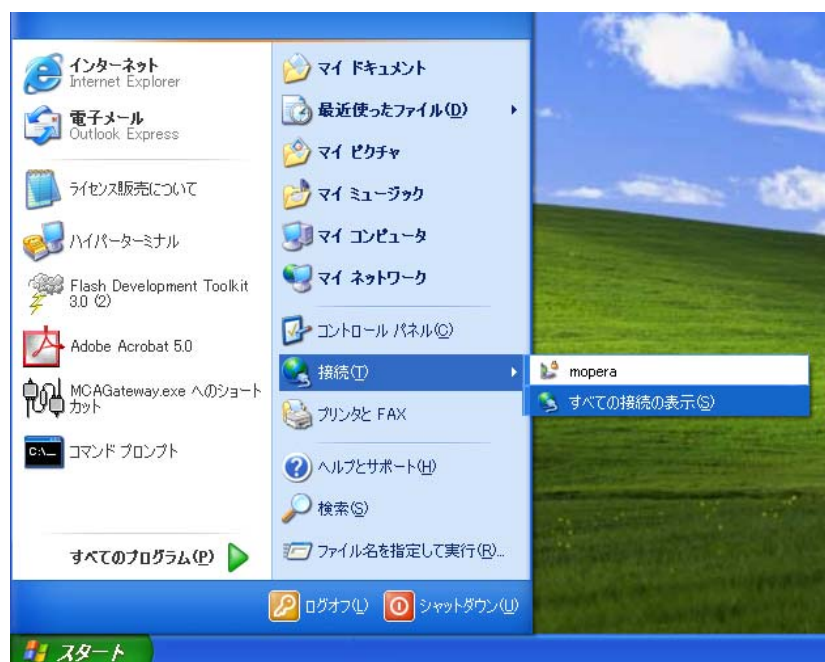 インターネット
Internet Explorer
電子メール
Outlook Express
ライセンス販売について
ハイパーターミナル
Flash Development Toolkit
3.0 (2)
Adobe Acrobat 5.0
MCAGateway.exe へのショート
カット
C:\_
コマンド プロンプト
すべてのプログラム(P)
マイ ドキュメント
最近使ったファイル(D)
マイ ピクチャ
マイ ミュージック
マイ コンピュータ
マイ ネットワーク
コントロール パネル(C)
接続(T)
プリンタと FAX
ヘルプとサポート(H)
検索(S)
ファイル名を指定して実行(R)...
mopera
すべての接続の表示(S)
ログオフ(L)
シャットダウン(U)
スタート